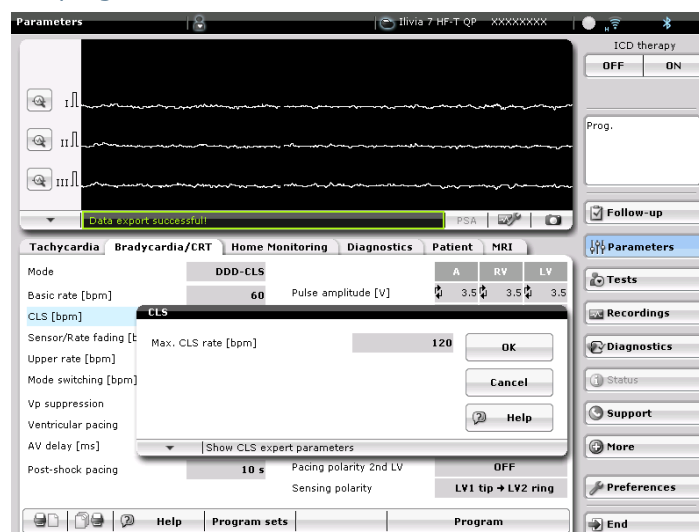 Parameters
Ilivia 7 HF-T QP XXXXXXXX
H
ICD therapy
OFF ON
I
II
III
Prog.
Data export successful!
PSA
Follow-up
Tachycardia Bradycardia/CRT Home Monitoring Diagnostics Patient MRI
Parameters
Mode DDD-CLS A RV LV
Tests
Basic rate [bpm] 60 Pulse amplitude [V] 3.5 3.5 3.5
CLS [bpm]
CLS
Recordings
Sensor/Rate fading [b
Max. CLS rate [bpm] 120 OK
Diagnostics
Upper rate [bpm]
Mode switching [bpm]
Cancel
Status
Vp suppression
Help
Support
Ventricular pacing
AV delay [ms]
Show CLS expert parameters
More
Post-shock pacing 10 s Pacing polarity 2nd LV OFF
Sensing polarity LV1 tip → LV2 ring
Preferences
Help Program sets Program
End